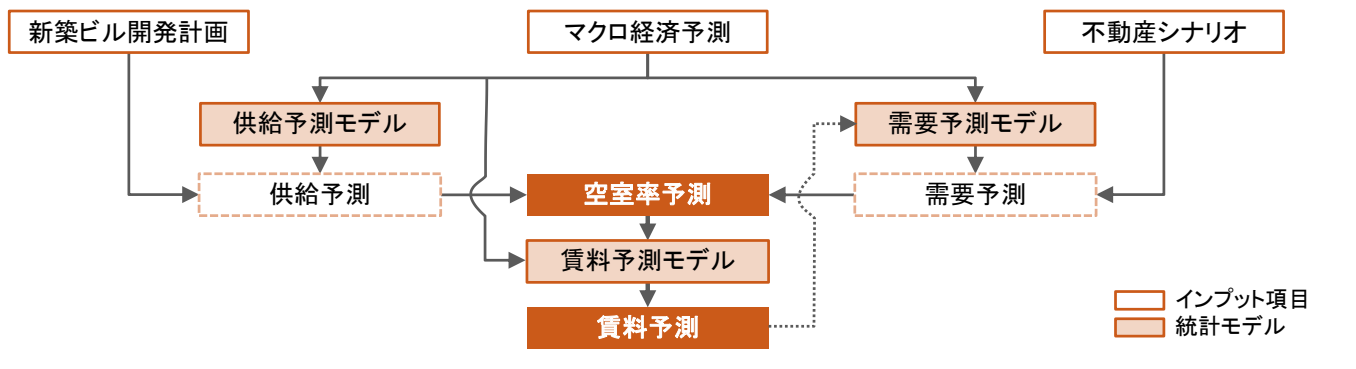 新築ビル開発計画
マクロ経済予測
不動産シナリオ
供給予測モデル
需要予測モデル
供給予測
空室率予測
需要予測
賃料予測モデル
賃料予測
インプット項目
統計モデル